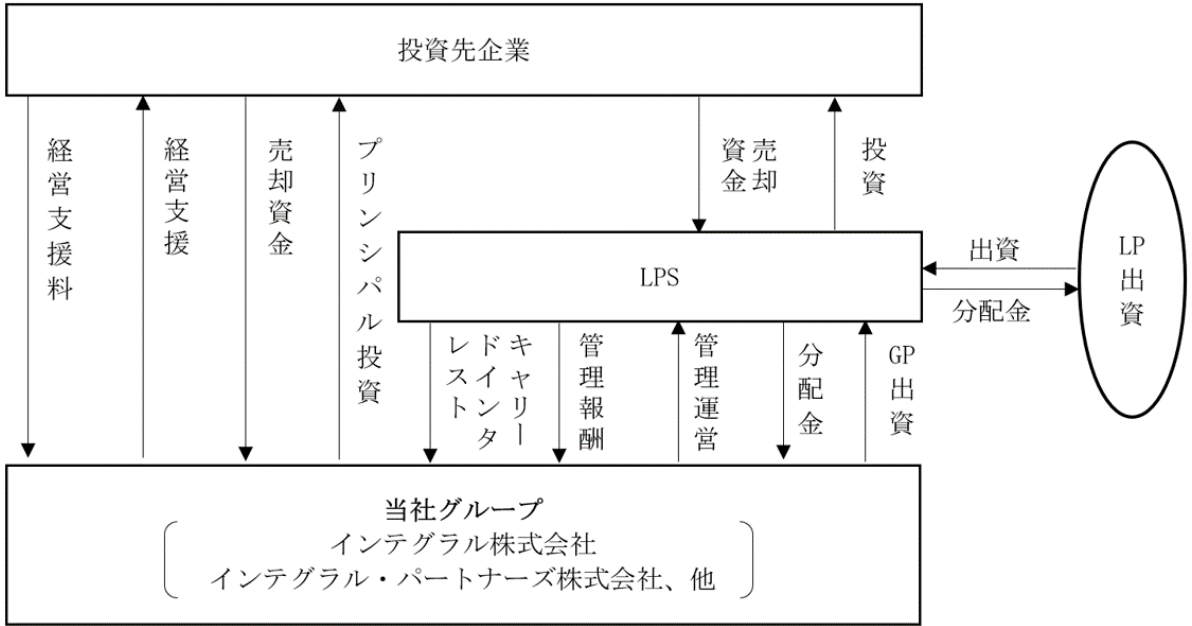 投資先企業
経営支援料
経営支援
売却資金
プリンシパル投資
売却
資金
投資
LPS
出資
分配金
LP
出資
キャリー
ドインタ
レスト
管理報酬
管理運営
分配金
GP
出資
当社グループ
インテグラル株式会社
インテグラル・パートナーズ株式会社、他